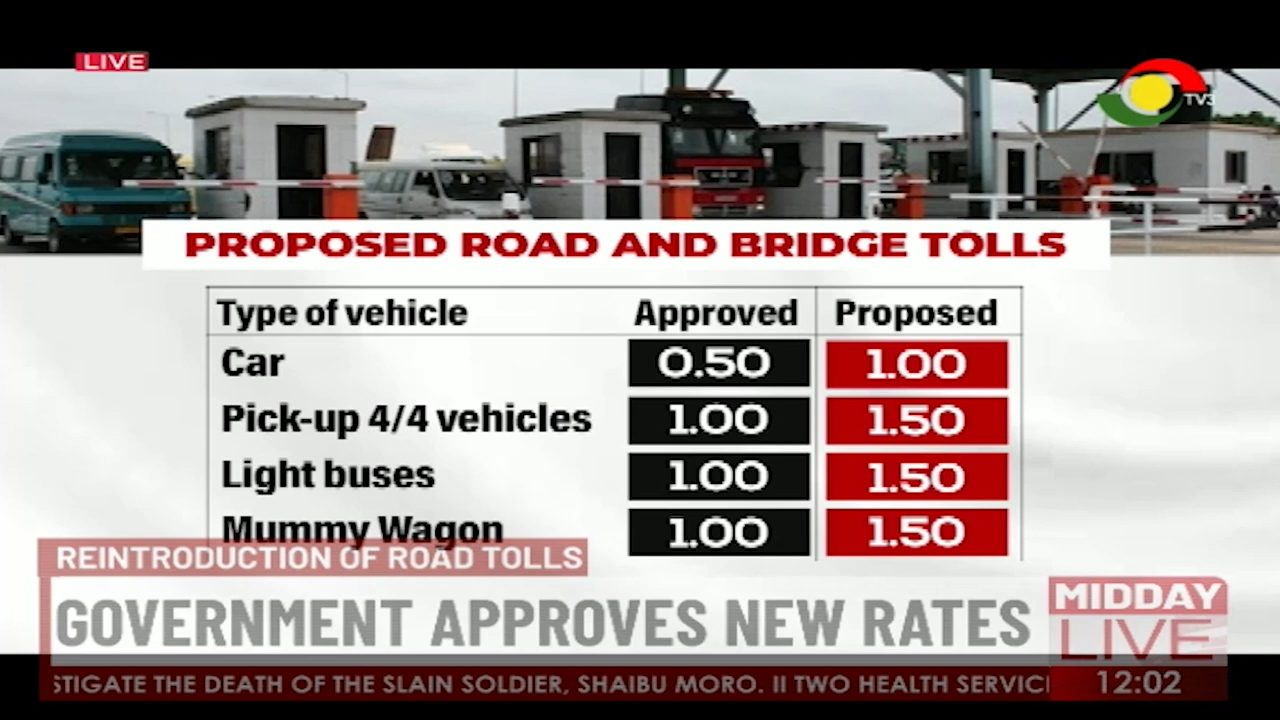 LIVE
TV3
PROPOSED ROAD AND BRIDGE TOLLS
Type of vehicle Approved Proposed
Car 0.50 1.00
Pick-up 4/4 vehicles 1.00 1.50
Light buses 1.00 1.50
Mummy Wagon 1.00 1.50
REINTRODUCTION OF ROAD TOLLS
GOVERNMENT APPROVES NEW RATES
MIDDAY
LIVE
STIGATE THE DEATH OF THE SLAIN SOLDIER, SHAIBU MORO. II TWO HEALTH SERVIC
12:02